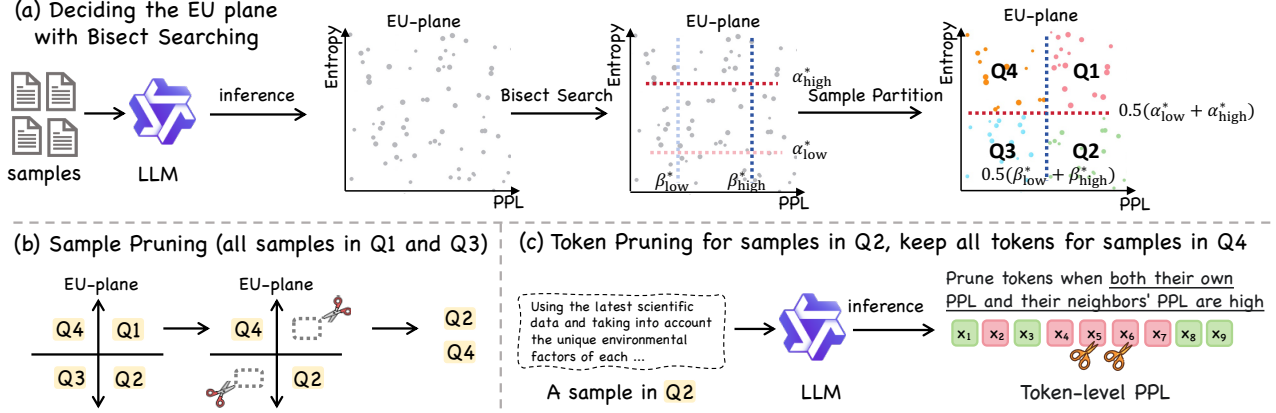 (a) Deciding the EU plane
with Bisect Searching
samples
LLM
inference
EU-plane
Entropy
PPL
Bisect Search
EU-plane
Entropy
α*high
α*low
β*low
β*high
PPL
Sample Partition
EU-plane
Entropy
Q4
Q1
Q3
Q2
0.5(α*low + α*high)
0.5(β*low + β*high)
PPL
(b) Sample Pruning (all samples in Q1 and Q3)
EU-plane
Q4
Q1
Q3
Q2
EU-plane
Q4
Q2
Q2
Q4
(c) Token Pruning for samples in Q2, keep all tokens for samples in Q4
Using the latest scientific
data and taking into account
the unique environmental
factors of each ...
A sample in Q2
inference
LLM
Prune tokens when both their own
PPL and their neighbors' PPL are high
x1 x2 x3 x4 x5 x6 x7 x8 x9
Token-level PPL